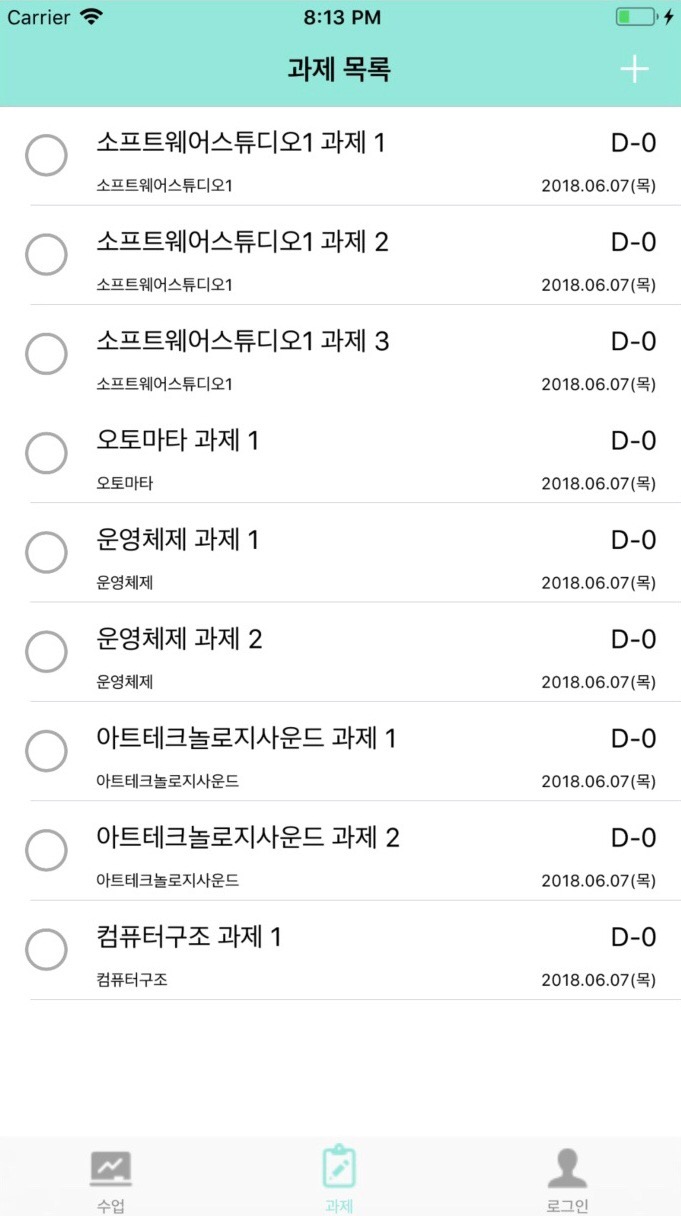 Carrier 8:13 PM
과제 목록
소프트웨어스튜디오1 과제 1 D-0
소프트웨어스튜디오1 2018.06.07(목)
소프트웨어스튜디오1 과제 2 D-0
소프트웨어스튜디오1 2018.06.07(목)
소프트웨어스튜디오1 과제 3 D-0
소프트웨어스튜디오1 2018.06.07(목)
오토마타 과제 1 D-0
오토마타 2018.06.07(목)
운영체제 과제 1 D-0
운영체제 2018.06.07(목)
운영체제 과제 2 D-0
운영체제 2018.06.07(목)
아트테크놀로지사운드 과제 1 D-0
아트테크놀로지사운드 2018.06.07(목)
아트테크놀로지사운드 과제 2 D-0
아트테크놀로지사운드 2018.06.07(목)
컴퓨터구조 과제 1 D-0
컴퓨터구조 2018.06.07(목)
수업 과제 로그인